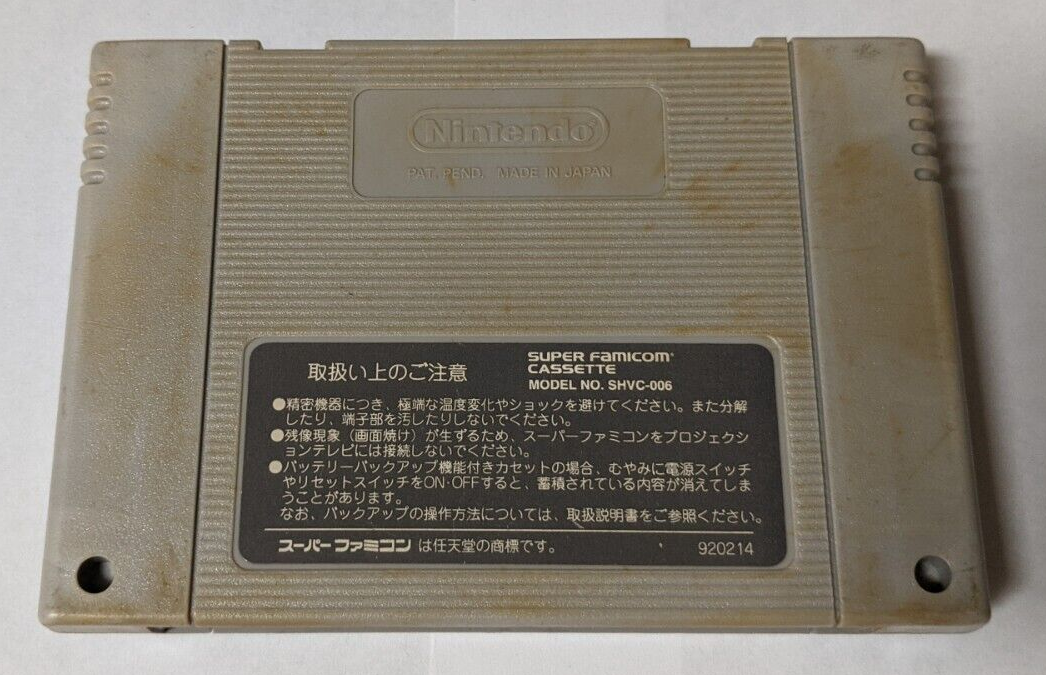 Nintendo
PAT. PEND. MADE IN JAPAN
取扱い上のご注意
SUPER FAMICOM
CASSETTE
MODEL NO. SHVC-006
●精密機器につき、極端な温度変化やショックを避けてください。また分解
したり、端子部を汚したりしないでください。
●残像現象（画面焼け）が生ずるため、スーパーファミコンをプロジェクシ
ョンテレビには接続しないでください。
●バッテリーバックアップ機能付きカセットの場合、むやみに電源スイッチ
やリセットスイッチをON·OFFすると、蓄積されている内容が消えてしま
うことがあります。
なお、バックアップの操作方法については、取扱説明書をご参照ください。
スーパーファミコンは任天堂の商標です。
920214